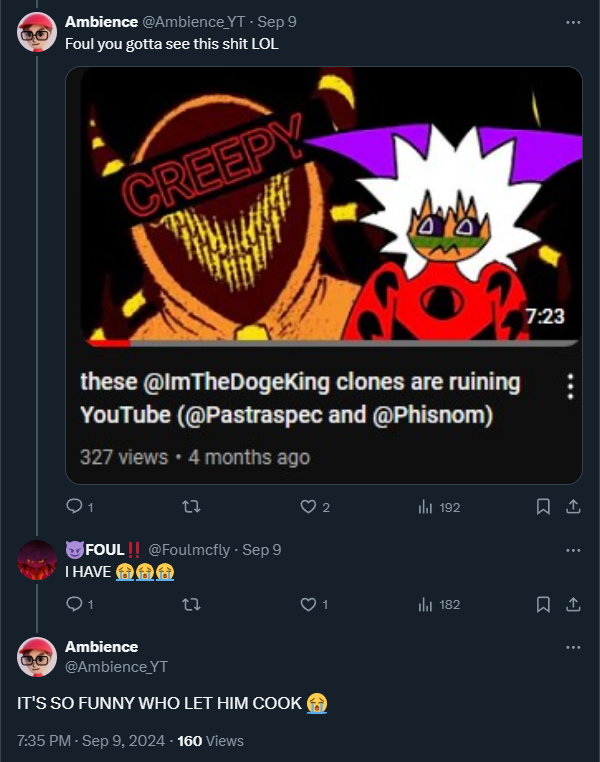 Ambience @Ambience_YT · Sep 9
Foul you gotta see this shit LOL
CREEPY
7:23
these @ImTheDogeKing clones are ruining
YouTube (@Pastraspec and @Phisnom)
327 views • 4 months ago
1 2 192
😈FOUL‼️ @Foulmcfly · Sep 9
I HAVE 😭😭😭
1 1 182
Ambience
@Ambience_YT
IT'S SO FUNNY WHO LET HIM COOK 😭
7:35 PM · Sep 9, 2024 · 160 Views